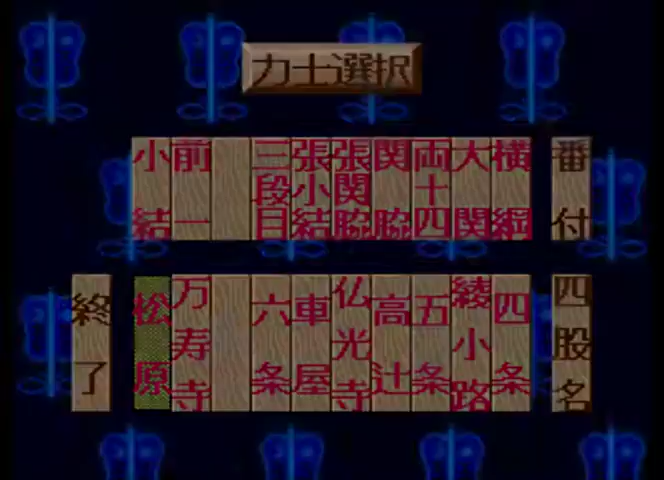 力士選択
番付
横綱
大関
両十四
関脇
張関脇
張小結
三段目
前一
小結
四股名
四条
綾小路
五条
高辻
仏光寺
車屋
六条
万寿寺
松原
終了